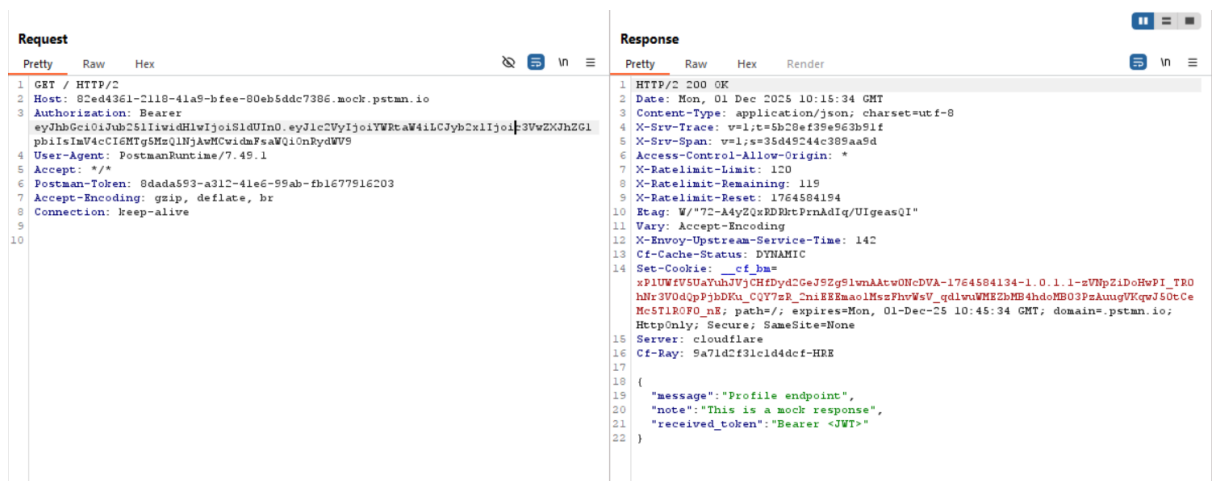 Request
Pretty Raw Hex \n
1 GET / HTTP/2
2 Host: 82ed4361-2118-41a9-bfee-80eb5ddc7386.mock.pstmn.io
3 Authorization: Bearer
eyJhbGciOiJub25lIiwidHlwIjoiSldUIn0.eyJ1c2VyIjoiYWRtaW4iLCJyb2xlIjoic3VwZXJhZG1
pbiIsImV4cCI6MTg5MzQ1NjAwMCwidmFsaWQiOnRydWV9
4 User-Agent: PostmanRuntime/7.49.1
5 Accept: */*
6 Postman-Token: 8dada593-a312-41e6-99ab-fb1677916203
7 Accept-Encoding: gzip, deflate, br
8 Connection: keep-alive
9
10
Response
Pretty Raw Hex Render \n
1 HTTP/2 200 OK
2 Date: Mon, 01 Dec 2025 10:15:34 GMT
3 Content-Type: application/json; charset=utf-8
4 X-Srv-Trace: v=1;t=5b28ef39e963b91f
5 X-Srv-Span: v=1;s=35d49244c389aa9d
6 Access-Control-Allow-Origin: *
7 X-Ratelimit-Limit: 120
8 X-Ratelimit-Remaining: 119
9 X-Ratelimit-Reset: 1764584194
10 Etag: W/"72-A4yZQxRDRktPrnAdIq/UIgeasQI"
11 Vary: Accept-Encoding
12 X-Envoy-Upstream-Service-Time: 142
13 Cf-Cache-Status: DYNAMIC
14 Set-Cookie: __cf_bm=
xPlUWfV5UaYuhJVjCHfDyd2GeJ9Zg9lwnAAtw0NcDVA-1764584134-1.0.1.1-zVNpZiDoHwPI_TR0
hNr3V0dQpPjbDKu_CQY7zR_2niEEEmaolMszFhvWsV_qdlwuWMEZbMB4hdoMB03PzAuugVKqwJ50tCe
Mc5TlR0F0_nE; path=/; expires=Mon, 01-Dec-25 10:45:34 GMT; domain=.pstmn.io;
HttpOnly; Secure; SameSite=None
15 Server: cloudflare
16 Cf-Ray: 9a71d2f31c1d4dcf-HRE
17
18 {
19 "message":"Profile endpoint",
20 "note":"This is a mock response",
21 "received_token":"Bearer <JWT>"
22 }